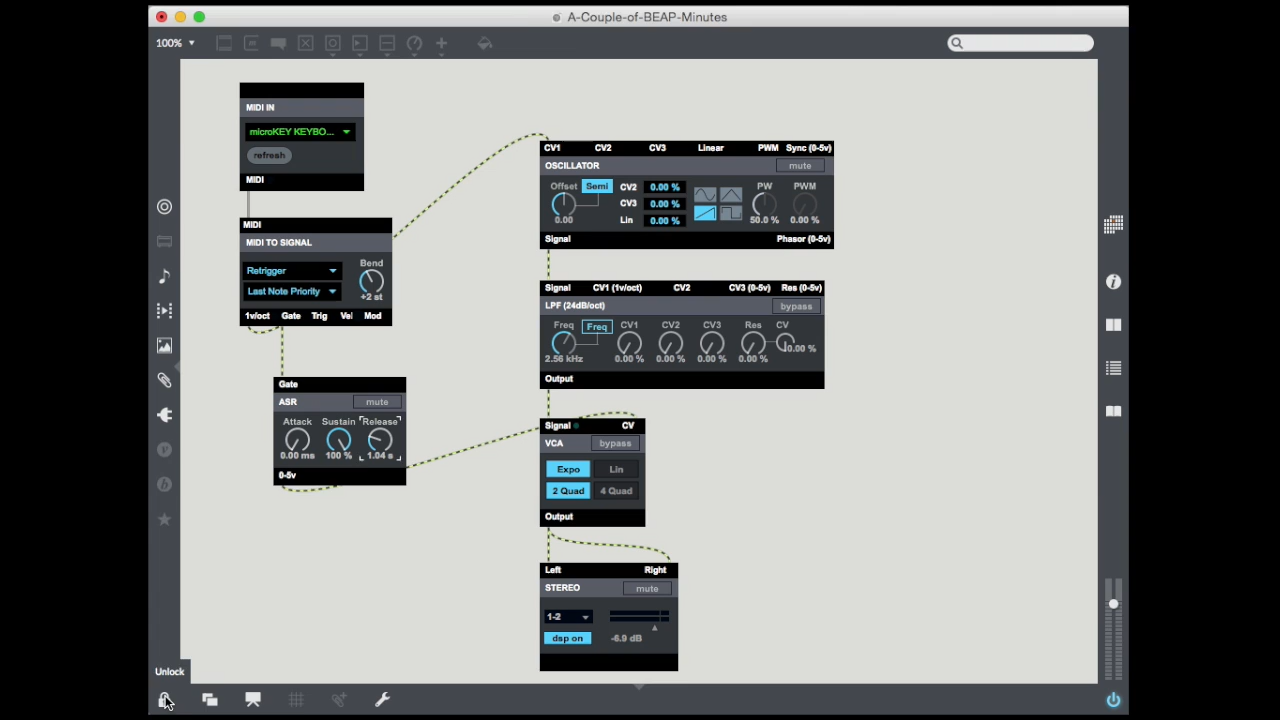 A-Couple-of-BEAP-Minutes
100%
MIDI IN
microKEY KEYBO...
refresh
MIDI
MIDI
MIDI TO SIGNAL
Retrigger
Bend
Last Note Priority
+2 st
1v/oct Gate Trig Vel Mod
Gate
ASR mute
Attack Sustain Release
0.00 ms 100 % 1.04 s
0-5v
CV1 CV2 CV3 Linear PWM Sync (0-5v)
OSCILLATOR mute
Offset Semi CV2 0.00 % PW PWM
CV3 0.00 %
0.00 Lin 0.00 % 50.0 % 0.00 %
Signal Phasor (0-5v)
Signal CV1 (1v/oct) CV2 CV3 (0-5v) Res (0-5v)
LPF (24dB/oct) bypass
Freq Freq CV1 CV2 CV3 Res CV
2.56 kHz 0.00 % 0.00 % 0.00 % 0.00 % 0.00 %
Output
Signal CV
VCA bypass
Expo Lin
2 Quad 4 Quad
Output
Left Right
STEREO mute
1-2
dsp on -6.9 dB
Unlock